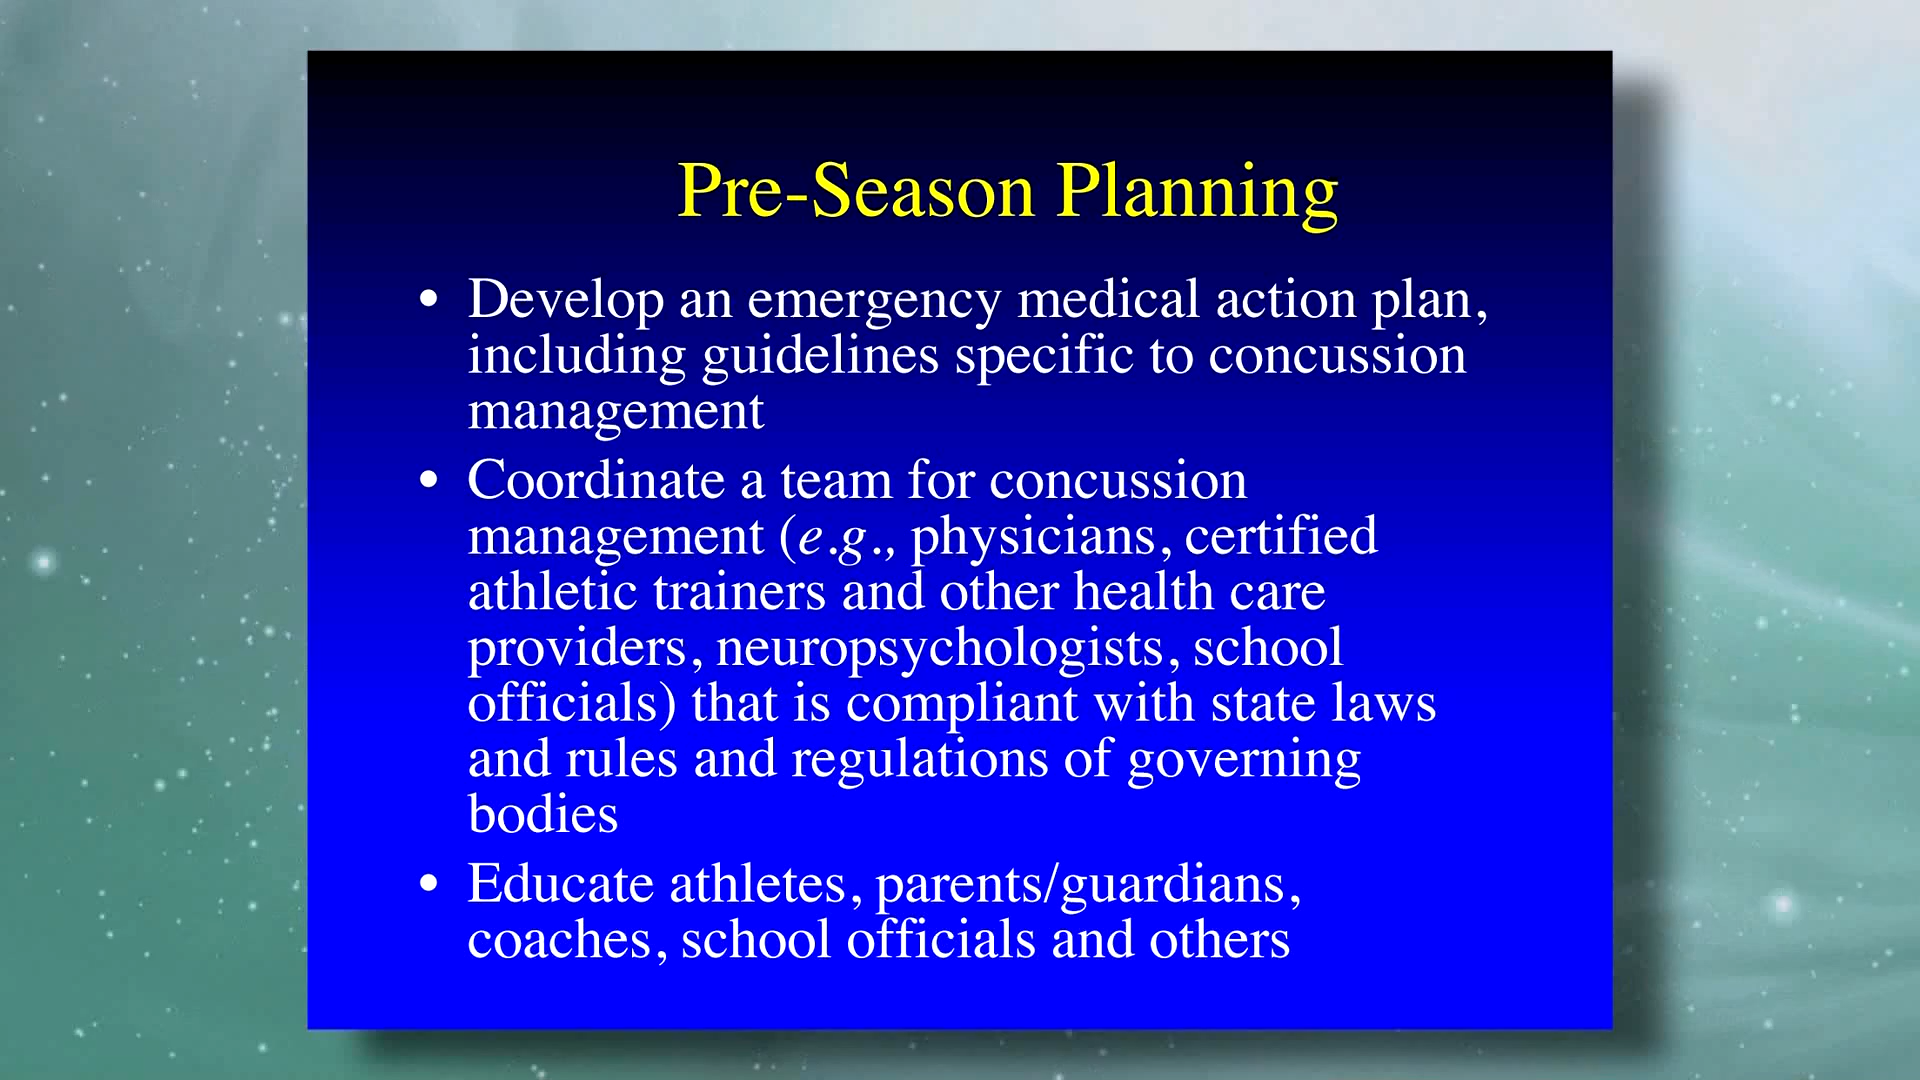 Pre-Season Planning
• Develop an emergency medical action plan,
including guidelines specific to concussion
management
• Coordinate a team for concussion
management (e.g., physicians, certified
athletic trainers and other health care
providers, neuropsychologists, school
officials) that is compliant with state laws
and rules and regulations of governing
bodies
• Educate athletes, parents/guardians,
coaches, school officials and others